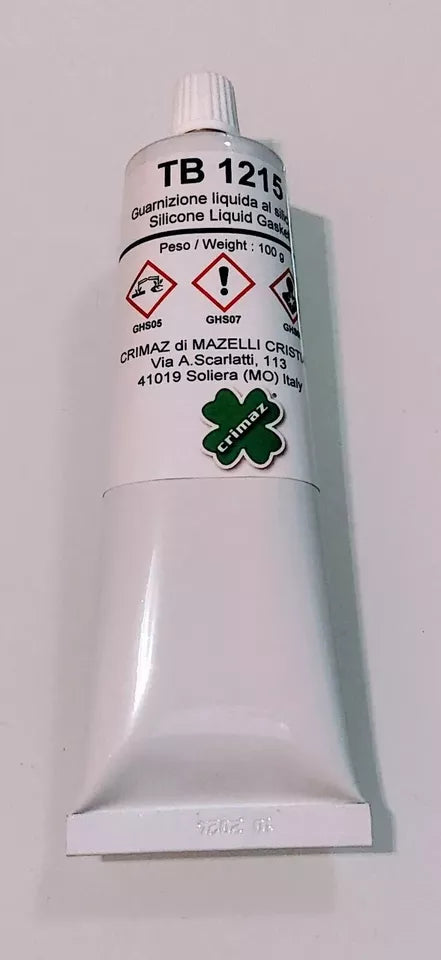 TB 1215
Guarnizione liquida al
Silicone Liquid Gasket
Peso / Weight : 100 g
GHS05
GHS07
CRIMAZ di MAZELLI
Via A.Scarlatti, 113
41019 Soliera (MO) Italy
crimaz
2024